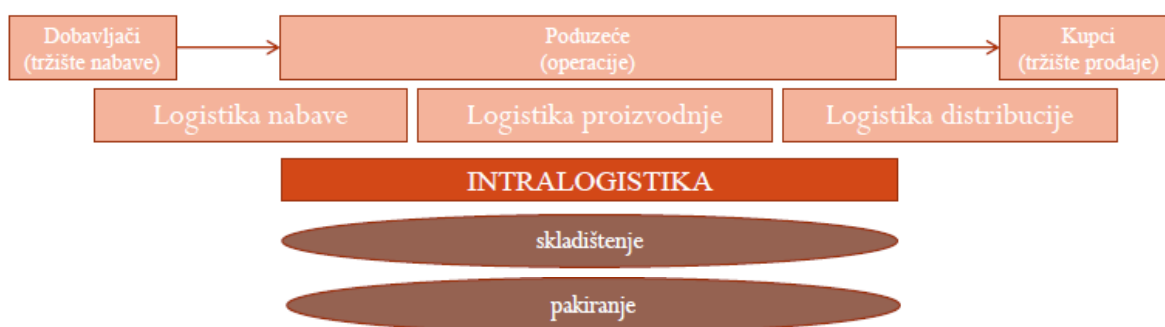 Dobavljači
(tržište nabave)
Poduzeće
(operacije)
Kupci
(tržište prodaje)
Logistika nabave
Logistika proizvodnje
Logistika distribucije
INTRALOGISTIKA
skladištenje
pakiranje